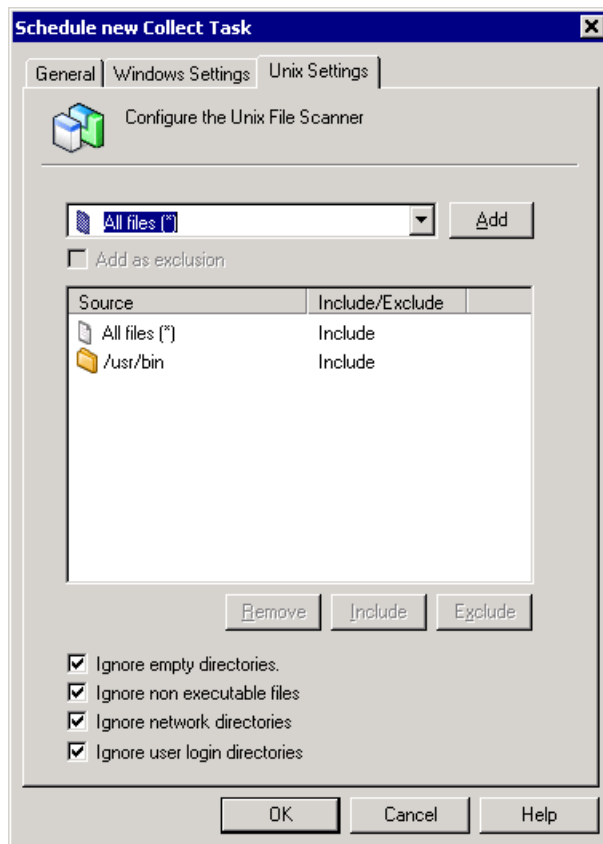 Schedule new Collect Task
General Windows Settings Unix Settings
Configure the Unix File Scanner
All files (*) Add
Add as exclusion
Source Include/Exclude
All files (*) Include
/usr/bin Include
Remove Include Exclude
Ignore empty directories.
Ignore non executable files
Ignore network directories
Ignore user login directories
OK Cancel Help